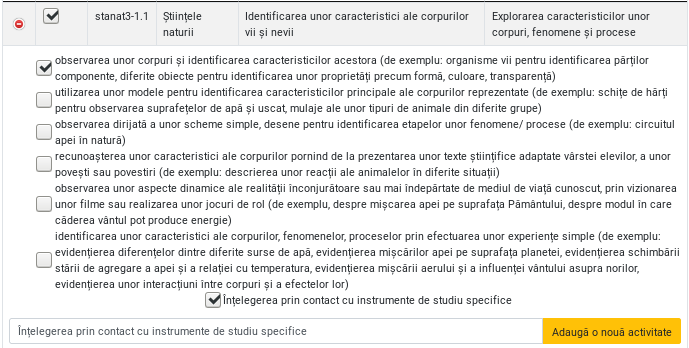 stanat3-1.1 Științele Identificarea unor caracteristici ale corpurilor Explorarea caracteristicilor unor
naturii vii și nevii corpuri, fenomene și procese
observarea unor corpuri și identificarea caracteristicilor acestora (de exemplu: organisme vii pentru identificarea părților
componente, diferite obiecte pentru identificarea unor proprietăți precum formă, culoare, transparență)
utilizarea unor modele pentru identificarea caracteristicilor principale ale corpurilor reprezentate (de exemplu: schițe de hărți
pentru observarea suprafețelor de apă și uscat, mulaje ale unor tipuri de animale din diferite grupe)
observarea dirijată a unor scheme simple, desene pentru identificarea etapelor unor fenomene/ procese (de exemplu: circuitul
apei în natură)
recunoașterea unor caracteristici ale corpurilor pornind de la prezentarea unor texte științifice adaptate vârstei elevilor, a unor
povești sau povestiri (de exemplu: descrierea unor reacții ale animalelor în diferite situații)
observarea unor aspecte dinamice ale realității înconjurătoare sau mai îndepărtate de mediul de viață cunoscut, prin vizionarea
unor filme sau realizarea unor jocuri de rol (de exemplu, despre mișcarea apei pe suprafața Pământului, despre modul în care
căderea vântul pot produce energie)
identificarea unor caracteristici ale corpurilor, fenomenelor, proceselor prin efectuarea unor experiențe simple (de exemplu:
evidențierea diferențelor dintre diferite surse de apă, evidențierea mișcărilor apei pe suprafața planetei, evidențierea schimbării
stării de agregare a apei și a relației cu temperatura, evidențierea mișcării aerului și a influenței vântului asupra norilor,
evidențierea unor interacțiuni între corpuri și a efectelor lor)
Înțelegerea prin contact cu instrumente de studiu specifice
Înțelegerea prin contact cu instrumente de studiu specifice Adaugă o nouă activitate